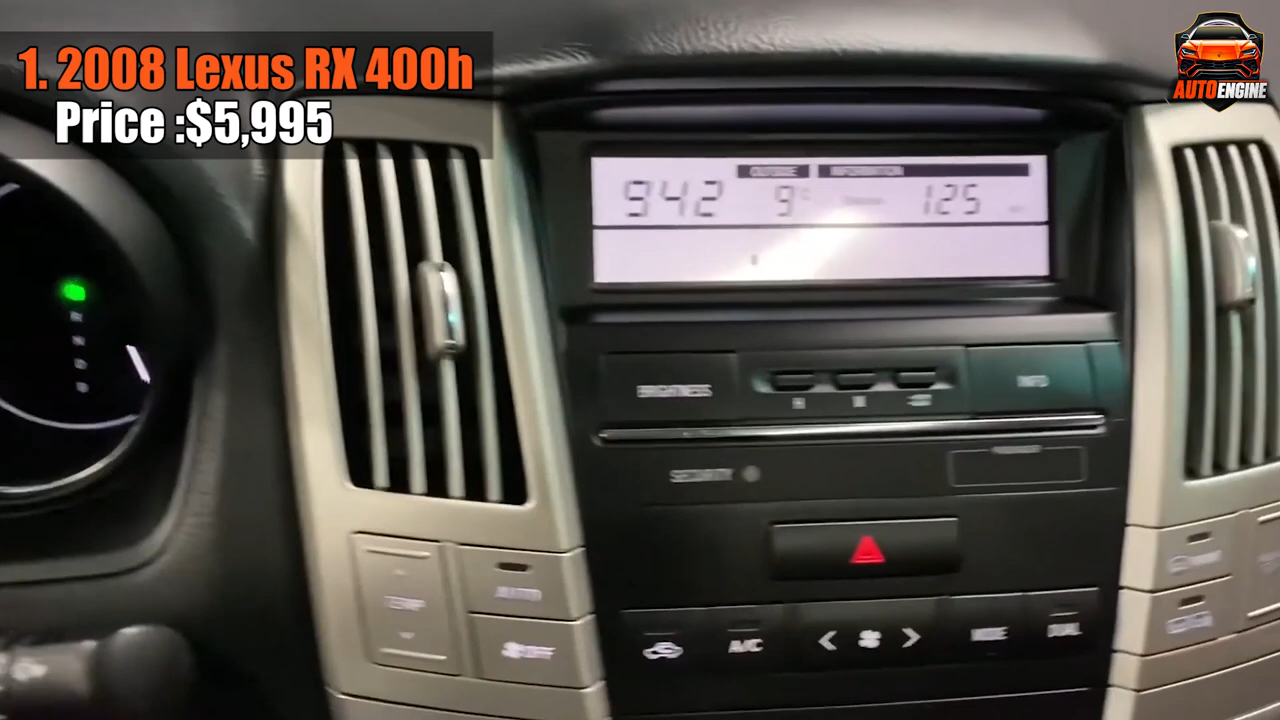 1. 2008 Lexus RX 400h
Price :$5,995
AUTOENGINE
OUTSIDE INFORMATION
942 9°C 125
N
D
BRIGHTNESS H M :00 INFO
SECURITY
TEMP AUTO
OFF
A/C MODE DUAL